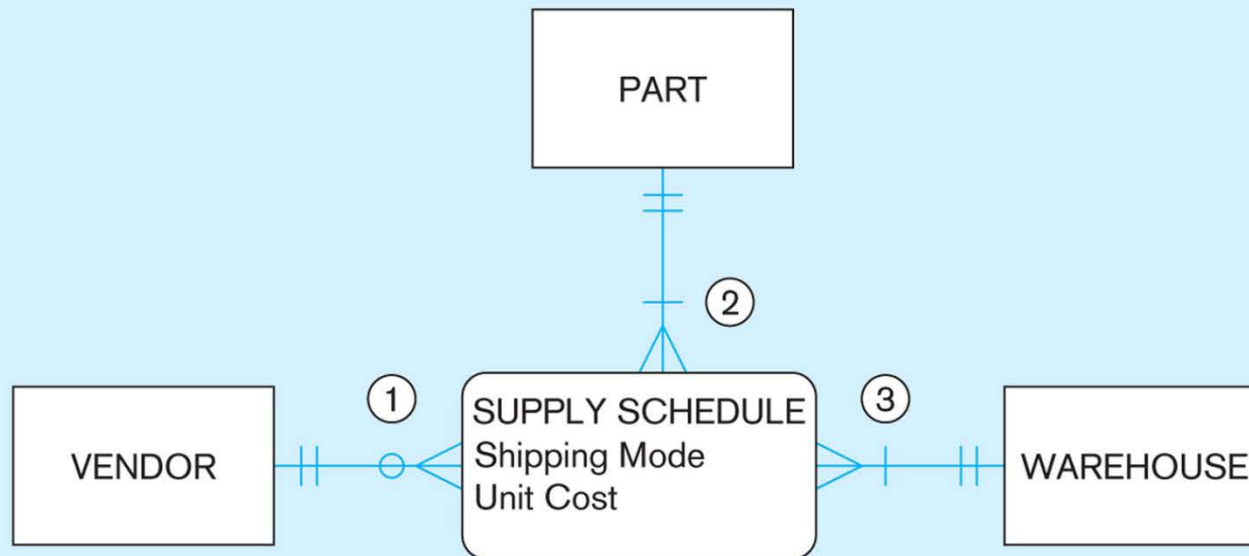 PART
2
1
3
VENDOR
SUPPLY SCHEDULE
Shipping Mode
Unit Cost
WAREHOUSE